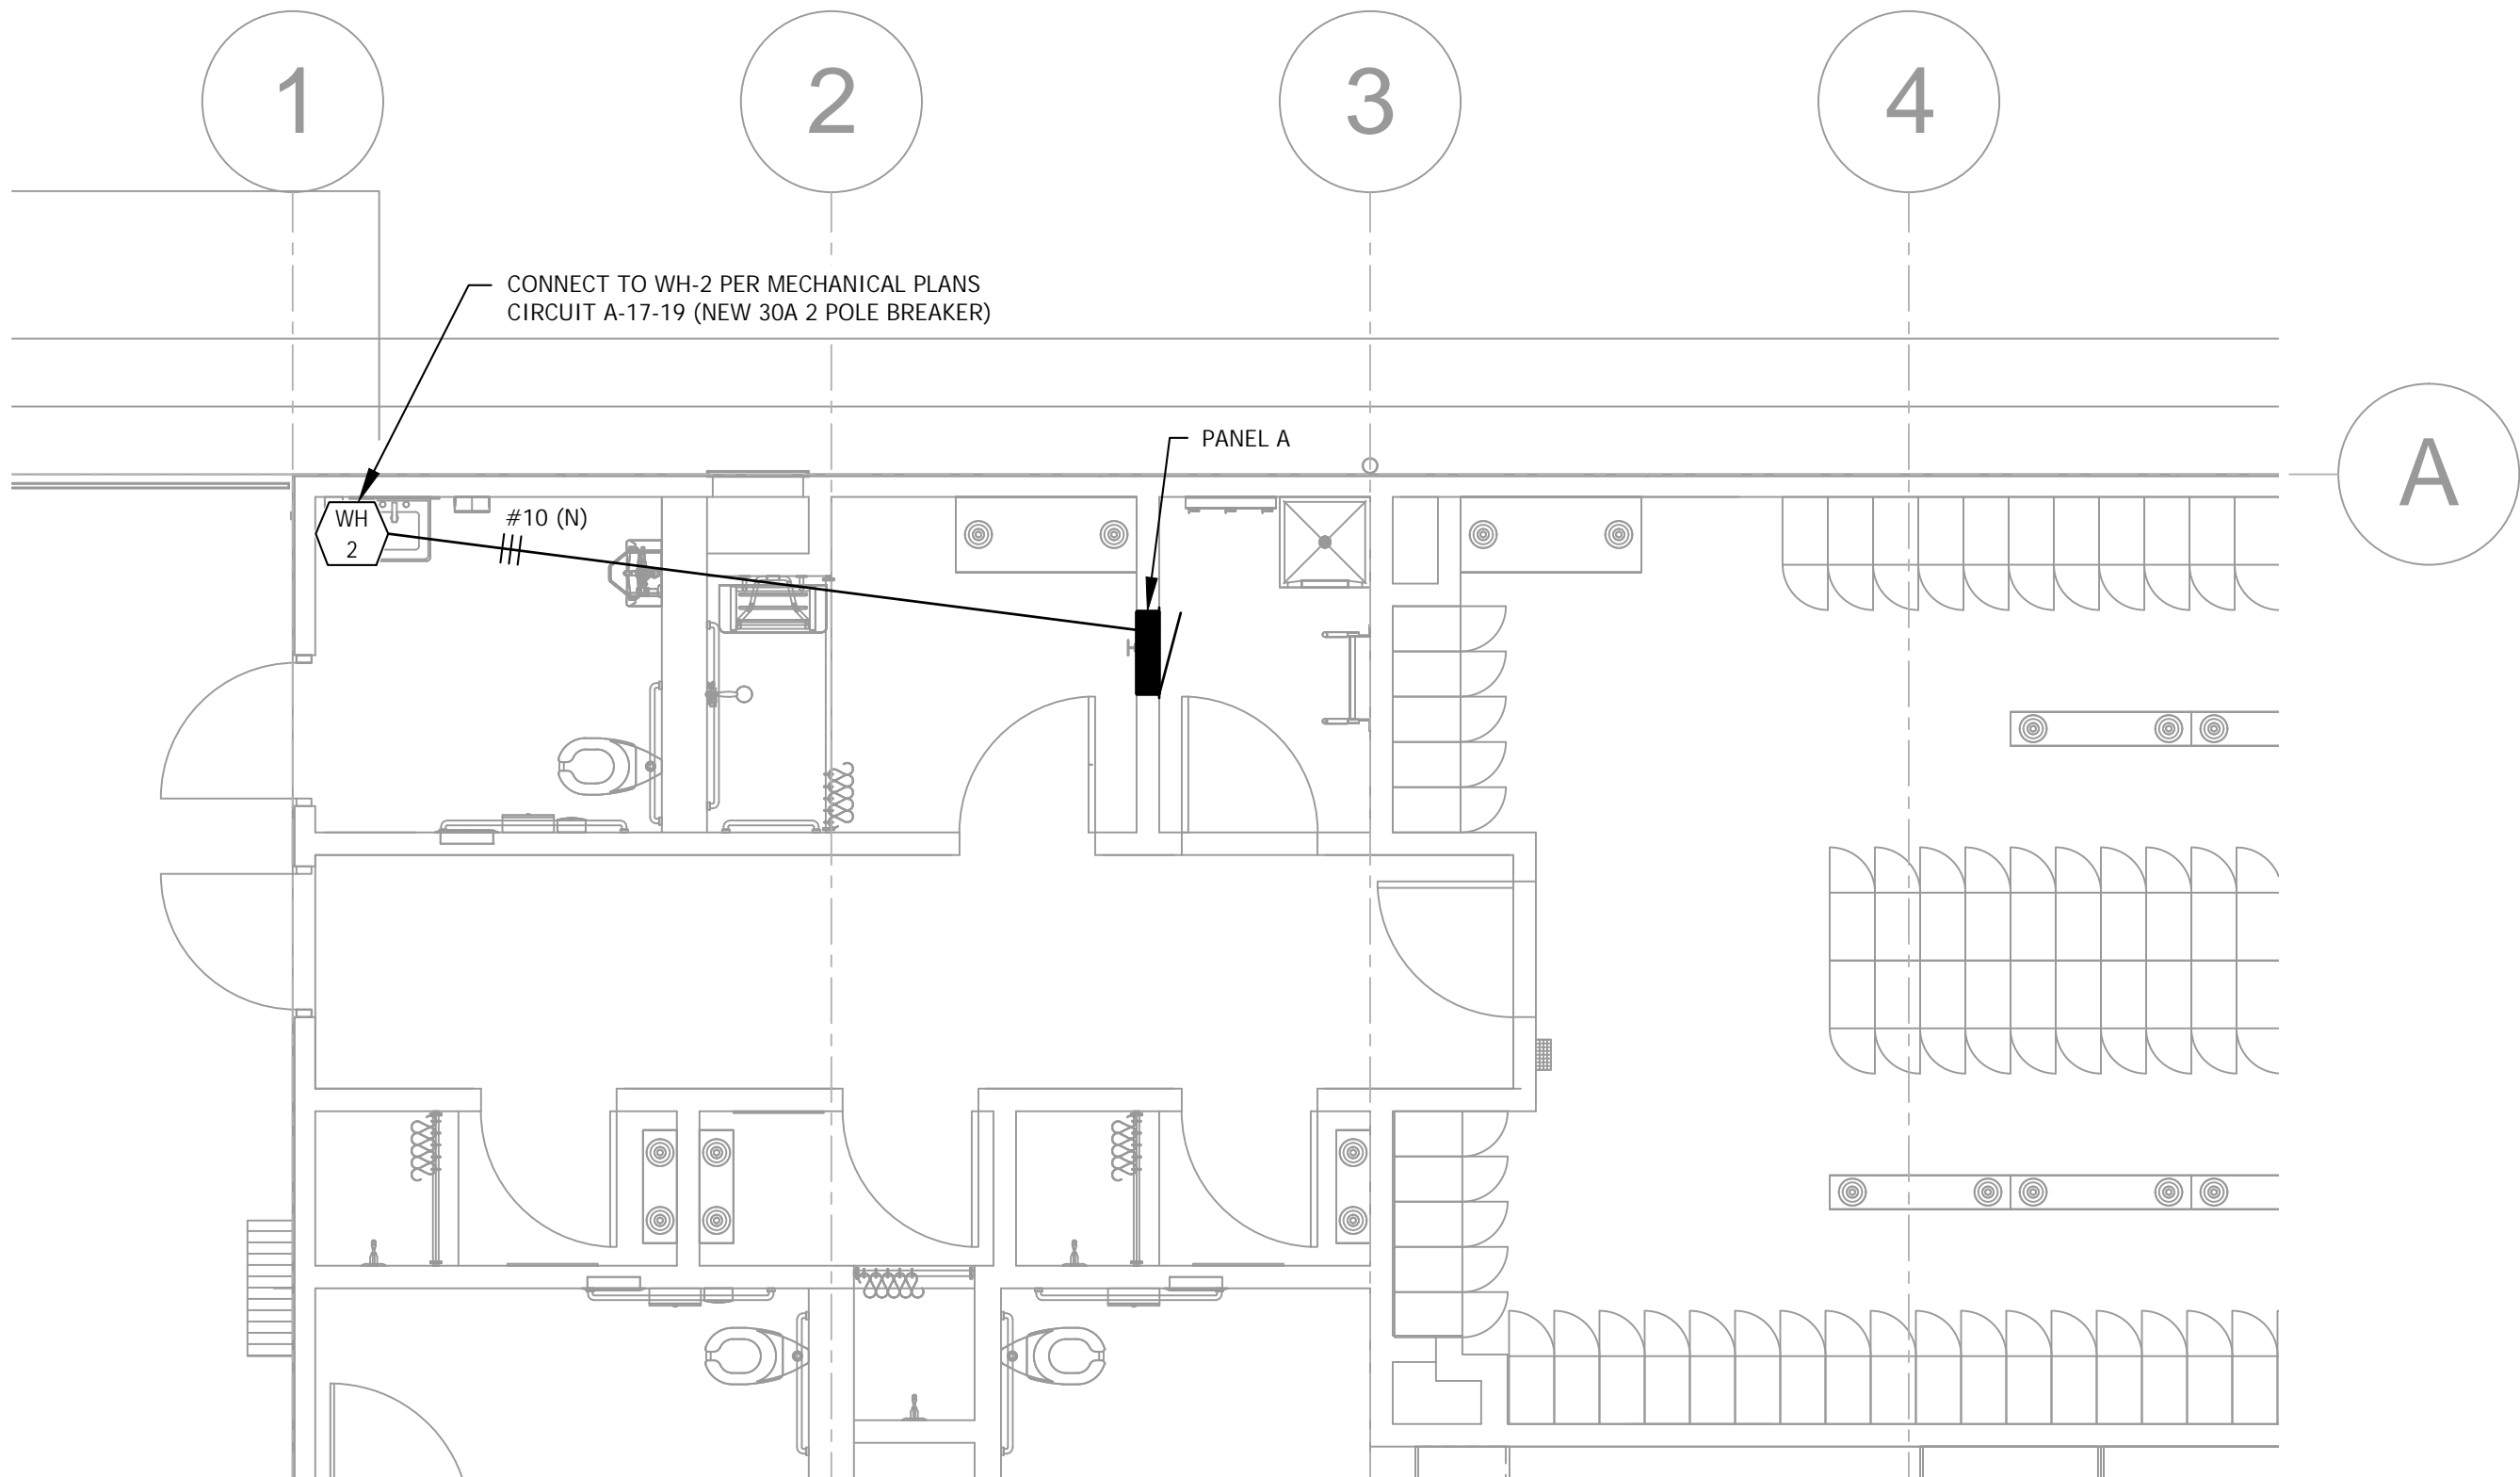 1
2
3
4
CONNECT TO WH-2 PER MECHANICAL PLANS
CIRCUIT A-17-19 (NEW 30A 2 POLE BREAKER)
PANEL A
A
WH
2
#10 (N)